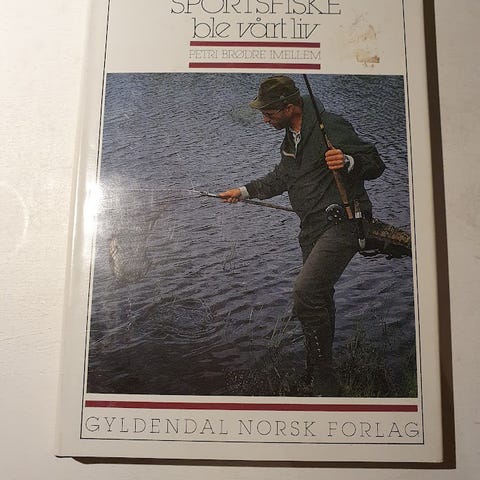 SPORTSFISKE
ble vårt liv
PETRI BRØDRE IMELLEM
GYLDENDAL NORSK FORLAG